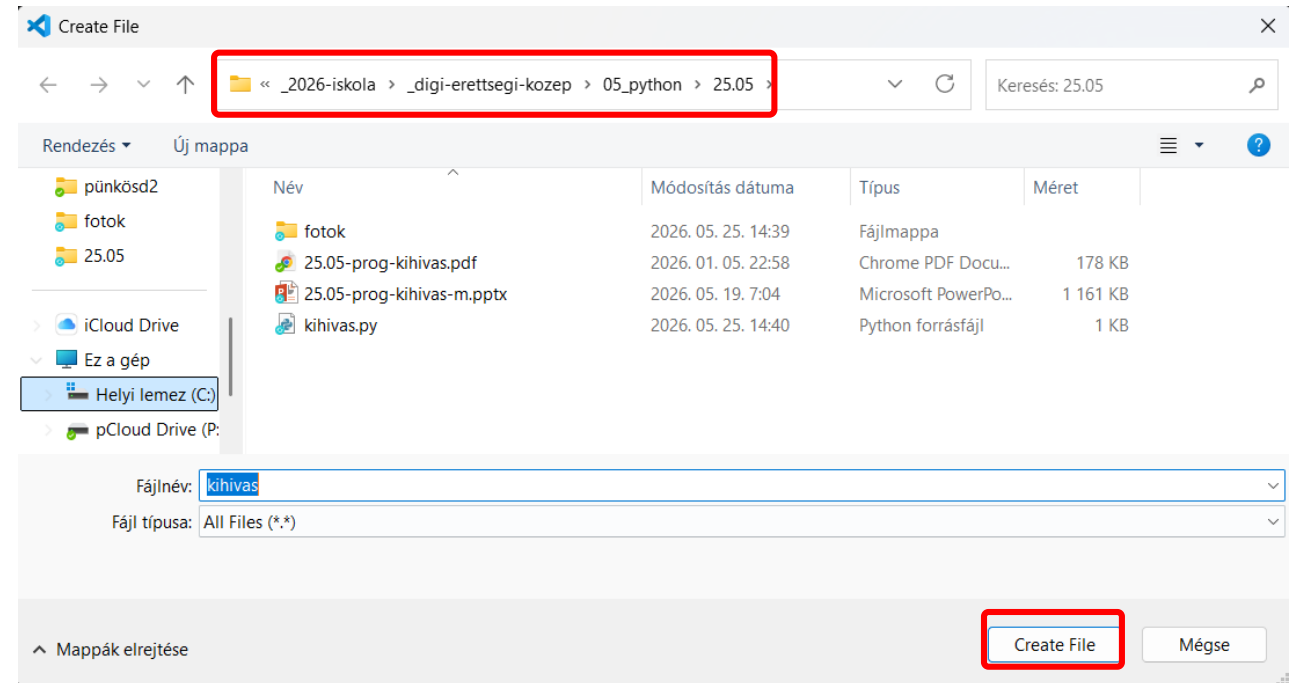 Create File
« _2026-iskola > _digi-erettsegi-kozep > 05_python > 25.05 >
Keresés: 25.05
Rendezés Új mappa
pünkösd2
fotok
25.05
iCloud Drive
Ez a gép
Helyi lemez (C:)
pCloud Drive (P:
Név Módosítás dátuma Típus Méret
fotok 2026. 05. 25. 14:39 Fájlmappa
25.05-prog-kihivas.pdf 2026. 01. 05. 22:58 Chrome PDF Docu... 178 KB
25.05-prog-kihivas-m.pptx 2026. 05. 19. 7:04 Microsoft PowerPo... 1 161 KB
kihivas.py 2026. 05. 25. 14:40 Python forrásfájl 1 KB
Fájlnév: kihivas
Fájl típusa: All Files (*.*)
Mappák elrejtése
Create File Mégse